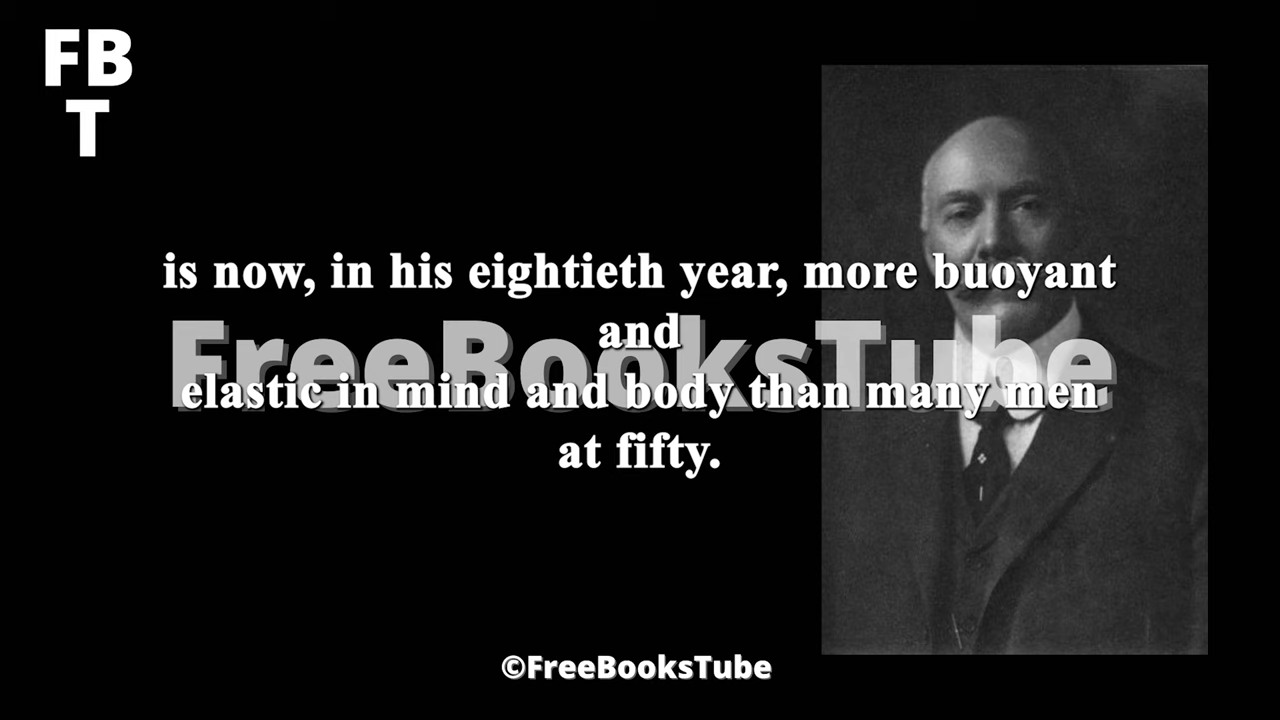 FB
T
is now, in his eightieth year, more buoyant
and
FreeBooksTube
elastic in mind and body than many men
at fifty.
©FreeBooksTube